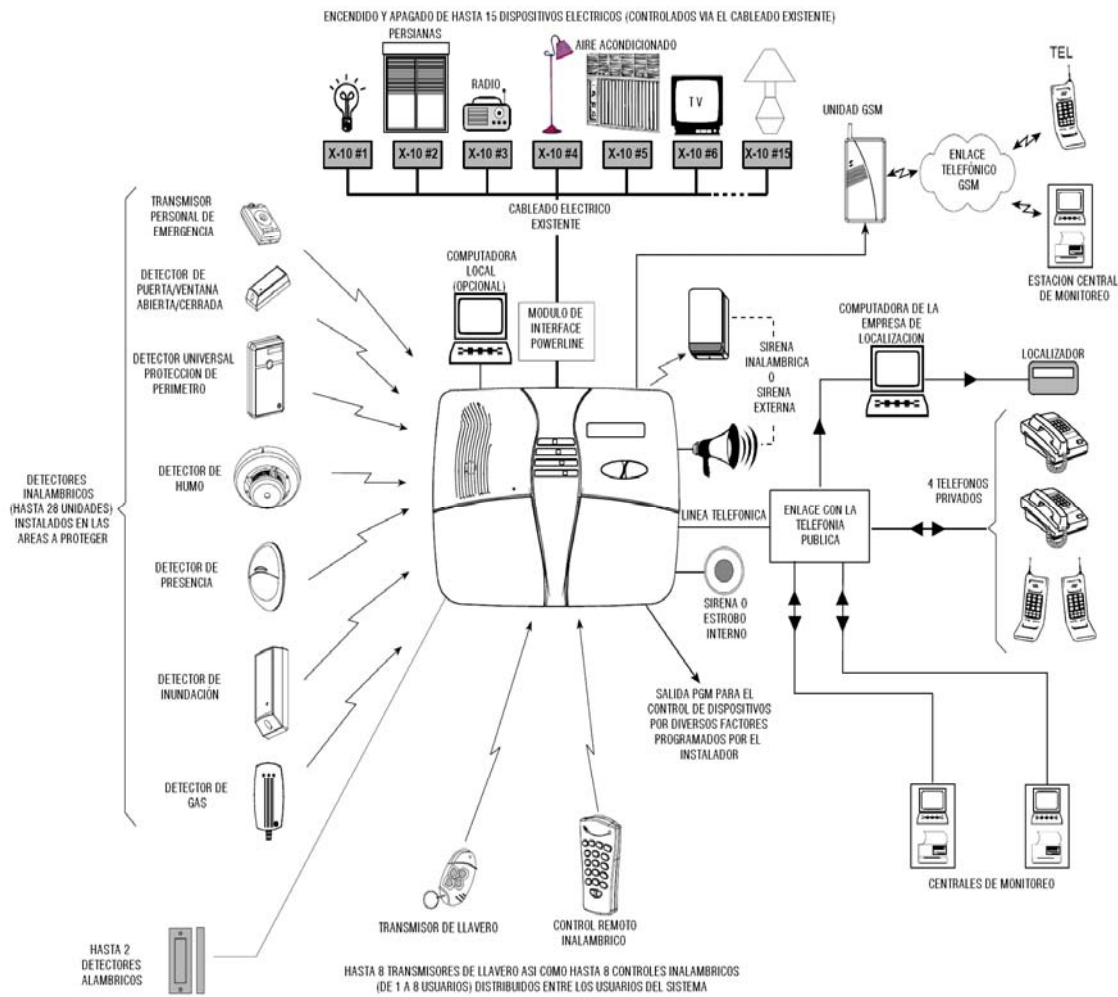 ENCENDIDO Y APAGADO DE HASTA 15 DISPOSITIVOS ELECTRICOS (CONTROLADOS VIA EL CABLEADO EXISTENTE)
PERSIANAS
RADIO
AIRE ACONDICIONADO
TV
X-10 #1
X-10 #2
X-10 #3
X-10 #4
X-10 #5
X-10 #6
X-10 #15
CABLEADO ELECTRICO
EXISTENTE
UNIDAD GSM
TEL
ENLACE
TELEFÓNICO
GSM
ESTACION CENTRAL
DE MONITOREO
TRANSMISOR
PERSONAL DE
EMERGENCIA
DETECTOR DE
PUERTA/VENTANA
ABIERTA/CERRADA
DETECTOR UNIVERSAL
PROTECCION DE
PERIMETRO
DETECTOR DE
HUMO
DETECTORES
INALAMBRICOS
(HASTA 28 UNIDADES)
INSTALADOS EN LAS
AREAS A PROTEGER
DETECTOR DE
PRESENCIA
DETECTOR DE
INUNDACIÓN
DETECTOR DE
GAS
HASTA 2
DETECTORES
ALAMBRICOS
COMPUTADORA
LOCAL
(OPCIONAL)
MODULO DE
INTERFACE
POWERLINE
SIRENA
INALAMBRICA
O
SIRENA
EXTERNA
COMPUTADORA DE LA
EMPRESA DE
LOCALIZACION
LOCALIZADOR
4 TELEFONOS
PRIVADOS
LINEA TELEFONICA
ENLACE CON LA
TELEFONIA
PUBLICA
SIRENA O
ESTROBO
INTERNO
SALIDA PGM PARA EL
CONTROL DE DISPOSITIVOS
POR DIVERSOS FACTORES
PROGRAMADOS POR EL
INSTALADOR
CENTRALES DE MONITOREO
TRANSMISOR DE LLAVERO
CONTROL REMOTO
INALAMBRICO
HASTA 8 TRANSMISORES DE LLAVERO ASI COMO HASTA 8 CONTROLES INALAMBRICOS
(DE 1 A 8 USUARIOS) DISTRIBUIDOS ENTRE LOS USUARIOS DEL SISTEMA